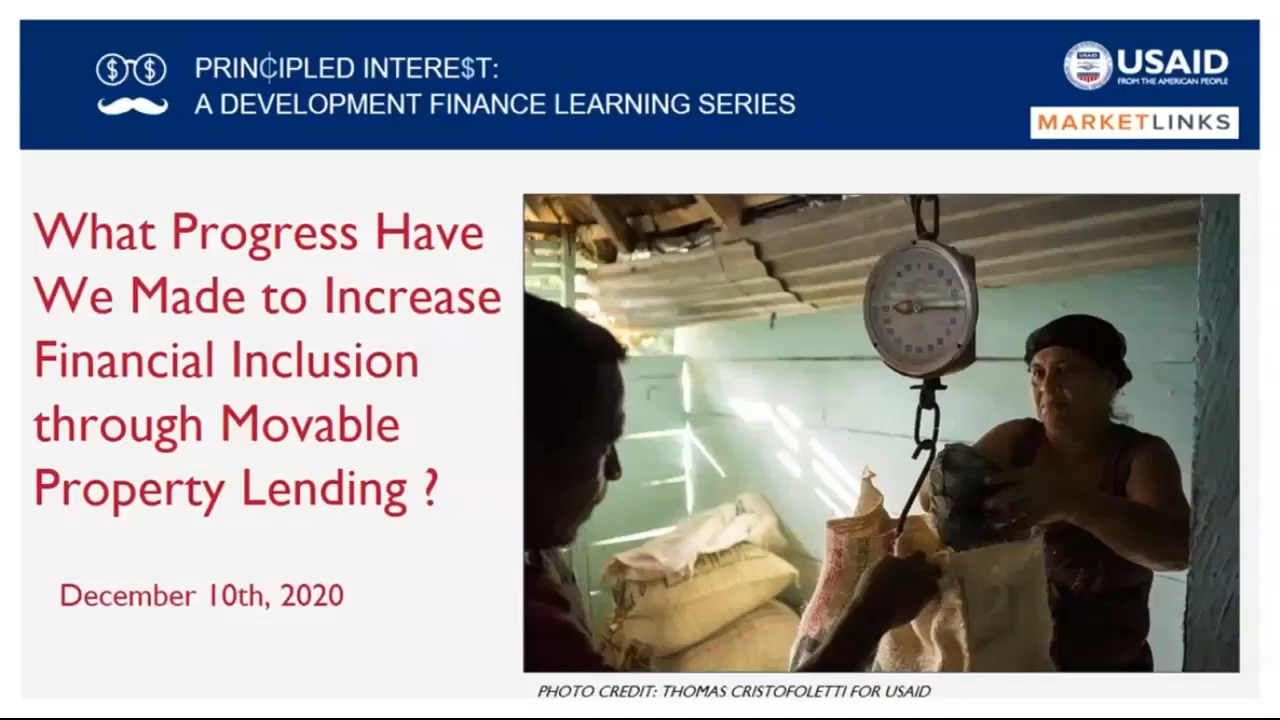 PRIN₵IPLED INTERE$T:
A DEVELOPMENT FINANCE LEARNING SERIES
USAID
FROM THE AMERICAN PEOPLE
MARKETLINKS
What Progress Have
We Made to Increase
Financial Inclusion
through Movable
Property Lending ?
December 10th, 2020
PHOTO CREDIT: THOMAS CRISTOFOLETTI FOR USAID